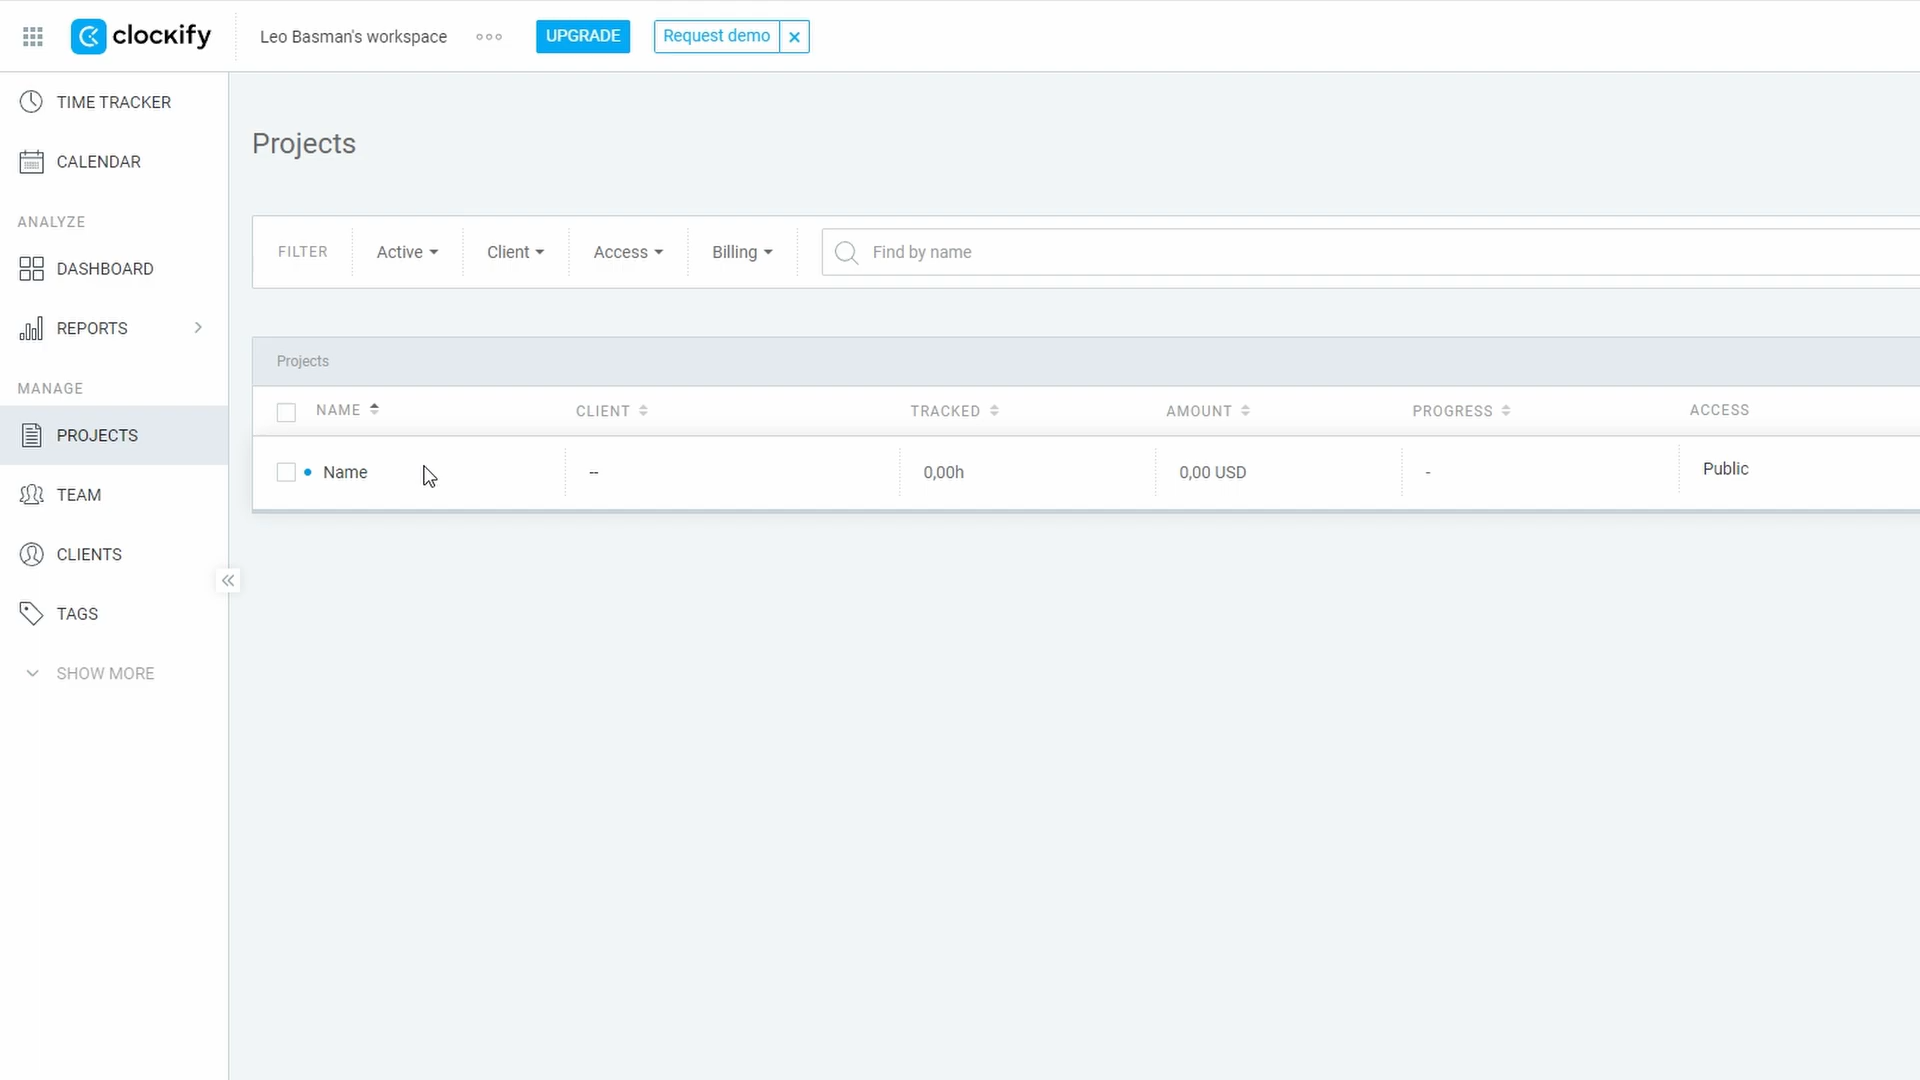 clockify
Leo Basman's workspace
UPGRADE
Request demo
TIME TRACKER
CALENDAR
ANALYZE
DASHBOARD
REPORTS
MANAGE
PROJECTS
TEAM
CLIENTS
TAGS
SHOW MORE
Projects
FILTER
Active
Client
Access
Billing
Find by name
Projects
NAME CLIENT TRACKED AMOUNT PROGRESS ACCESS
Name -- 0,00h 0,00 USD - Public